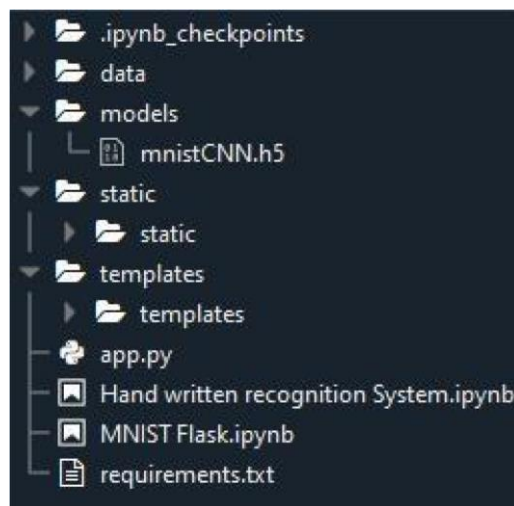 .ipynb_checkpoints
data
models
mnistCNN.h5
static
static
templates
templates
app.py
Hand written recognition System.ipynb
MNIST Flask.ipynb
requirements.txt